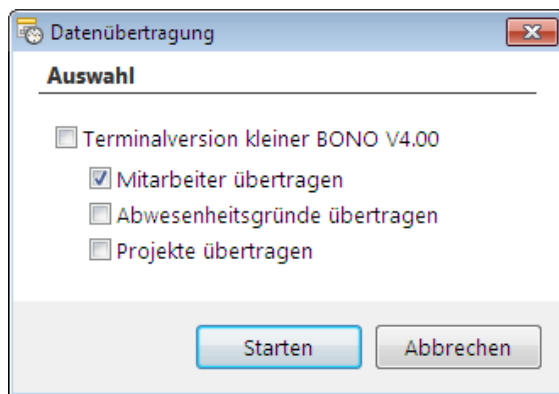 Datenübertragung
Auswahl
Terminalversion kleiner BONO V4.00
Mitarbeiter übertragen
Abwesenheitsgründe übertragen
Projekte übertragen
Starten Abbrechen